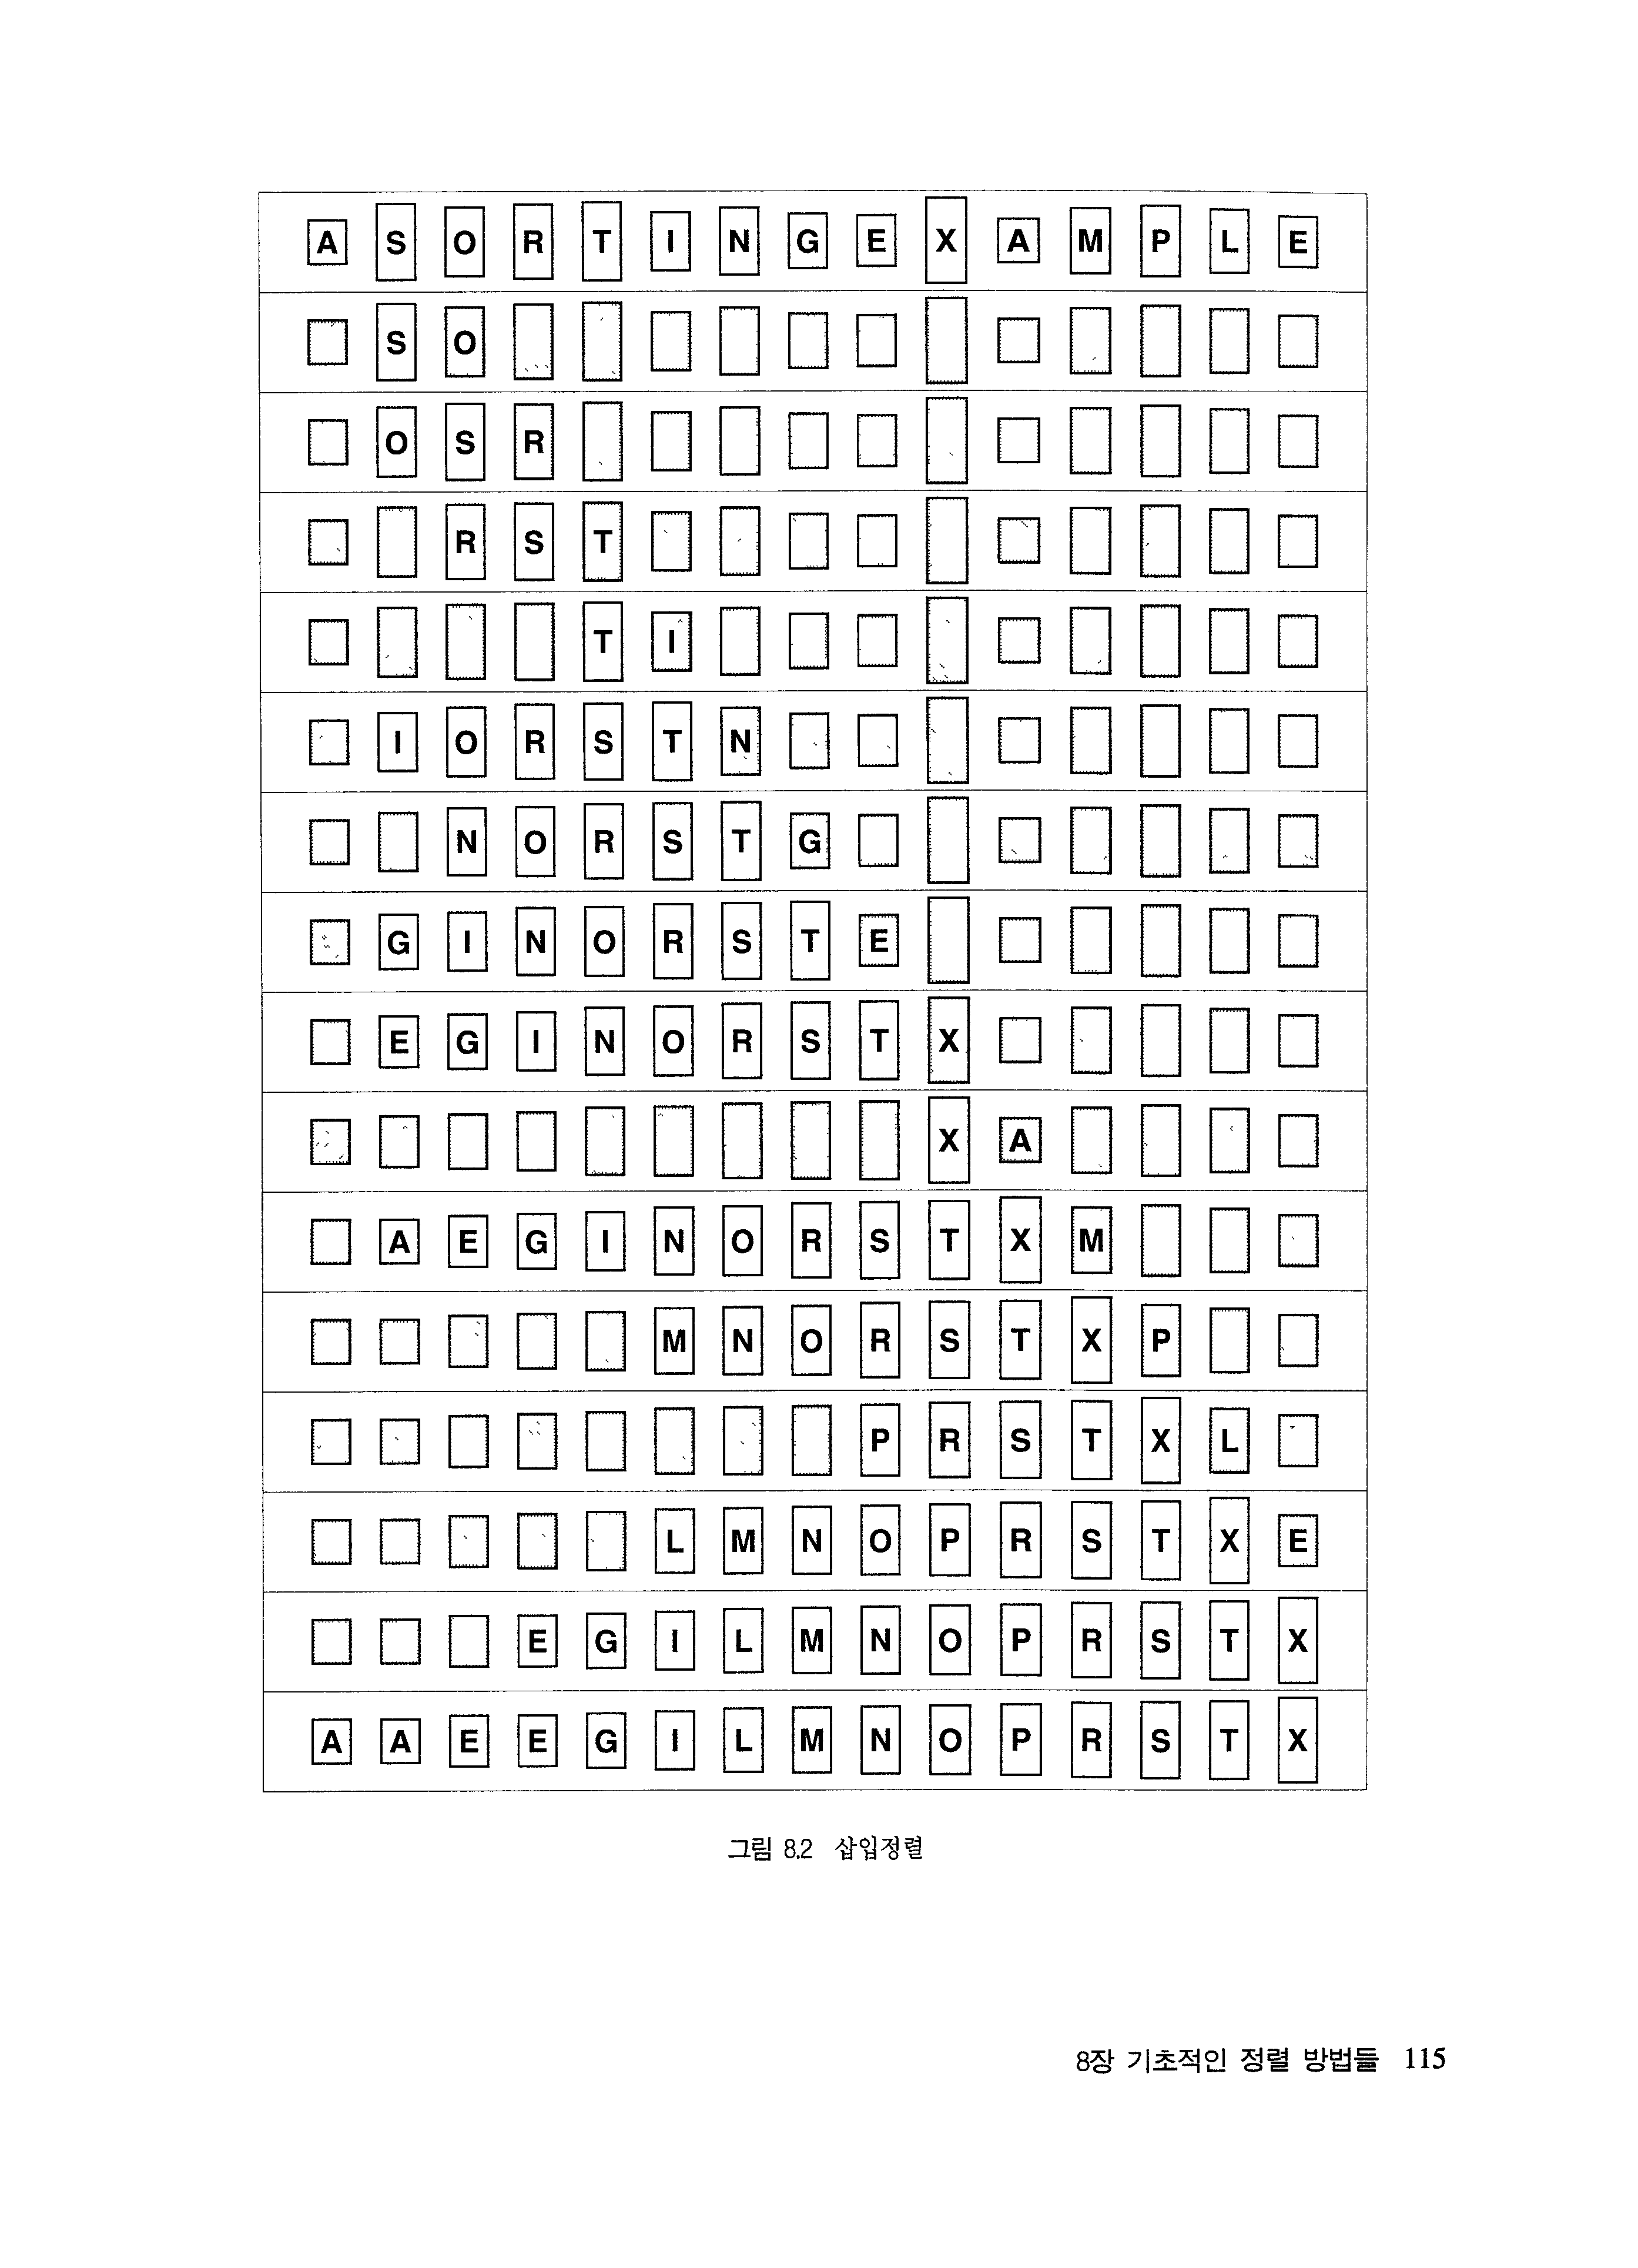 A S O R T I N G E X A M P L E
S O
O S R
R S T
T I
I O R S T N
N O R S T G
G I N O R S T E
E G I N O R S T X
X A
A E G I N O R S T X M
M N O R S T X P
P R S T X L
L M N O P R S T X E
E G I L M N O P R S T X
A A E E G I L M N O P R S T X
그림 8.2 삽입정렬
8장 기초적인 정렬 방법들 115